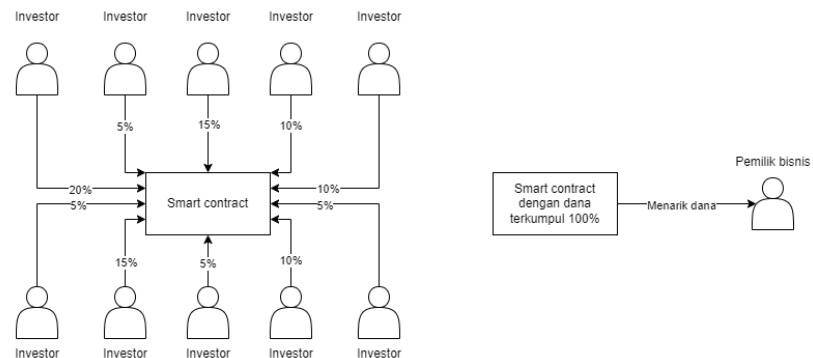 Investor
Investor
Investor
Investor
Investor
5%
15%
10%
20%
10%
Smart contract
5%
5%
15%
5%
10%
Investor
Investor
Investor
Investor
Investor
Smart contract
dengan dana
terkumpul 100%
Menarik dana
Pemilik bisnis